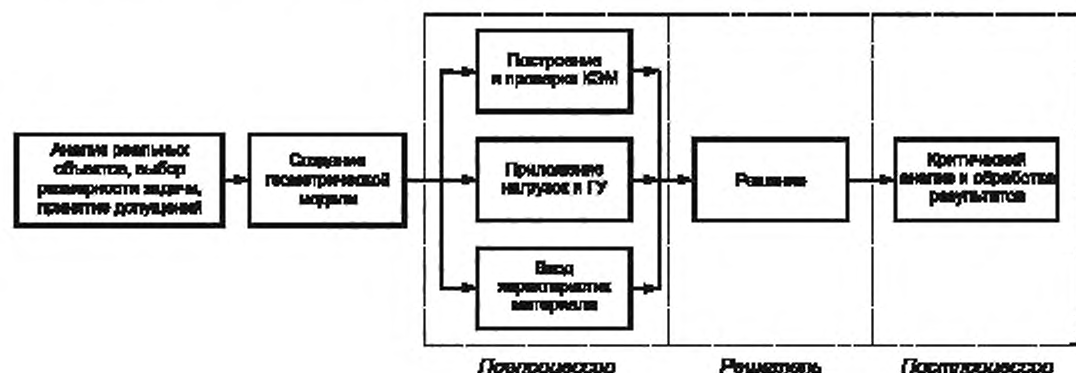 Анализ реальных
объектов, выбор
размерности задачи,
принятие допущений
Создание
геометрической
модели
Построение
и проверка КЭМ
Приложение
нагрузок и ГУ
Ввод
характеристик
материала
Решение
Критический
анализ и обработка
результатов
Препроцессор
Решатель
Постпроцессор